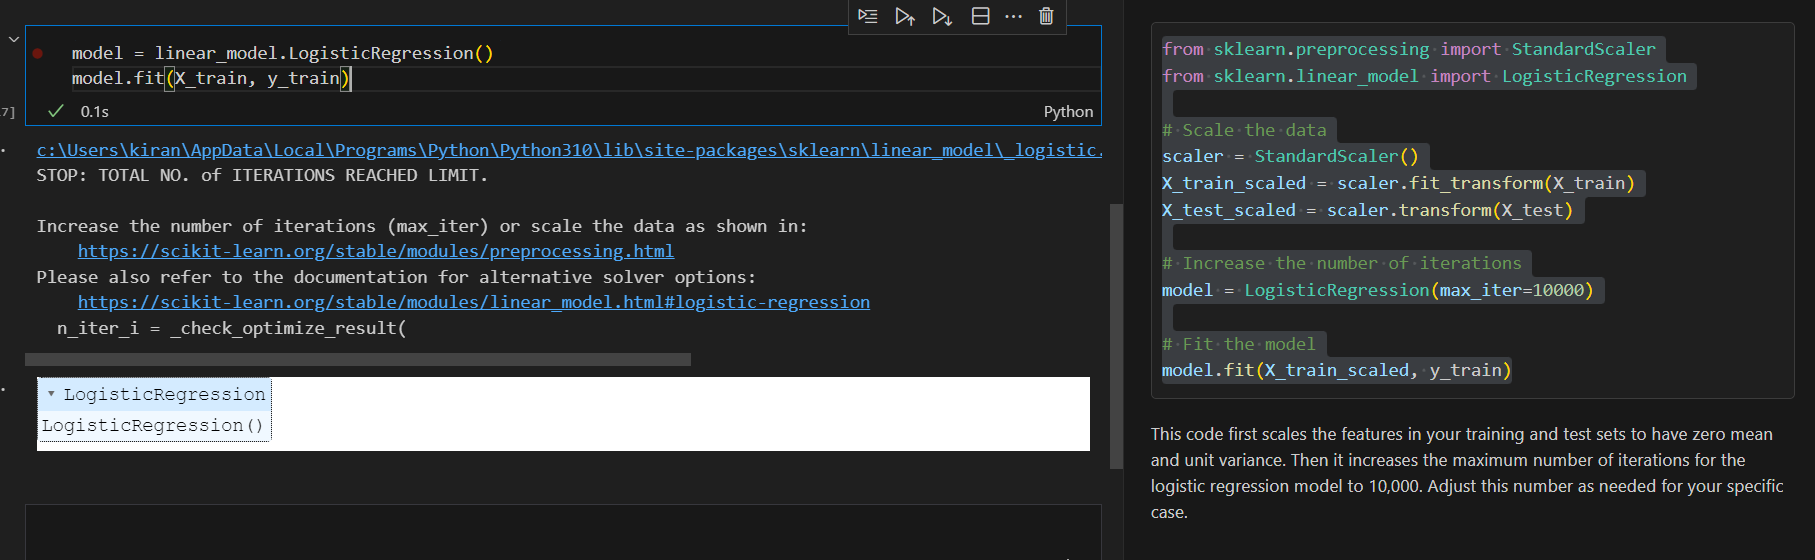 model = linear_model.LogisticRegression()
model.fit(X_train, y_train)
7]
0.1s
Python
c:\Users\kiran\AppData\Local\Programs\Python\Python310\lib\site-packages\sklearn\linear_model\_logistic.
STOP: TOTAL NO. of ITERATIONS REACHED LIMIT.
Increase the number of iterations (max_iter) or scale the data as shown in:
https://scikit-learn.org/stable/modules/preprocessing.html
Please also refer to the documentation for alternative solver options:
https://scikit-learn.org/stable/modules/linear_model.html#logistic-regression
n_iter_i = _check_optimize_result(
LogisticRegression
LogisticRegression()
from sklearn.preprocessing import StandardScaler
from sklearn.linear_model import LogisticRegression
# Scale the data
scaler = StandardScaler()
X_train_scaled = scaler.fit_transform(X_train)
X_test_scaled = scaler.transform(X_test)
# Increase the number of iterations
model = LogisticRegression(max_iter=10000)
# Fit the model
model.fit(X_train_scaled, y_train)
This code first scales the features in your training and test sets to have zero mean
and unit variance. Then it increases the maximum number of iterations for the
logistic regression model to 10,000. Adjust this number as needed for your specific
case.